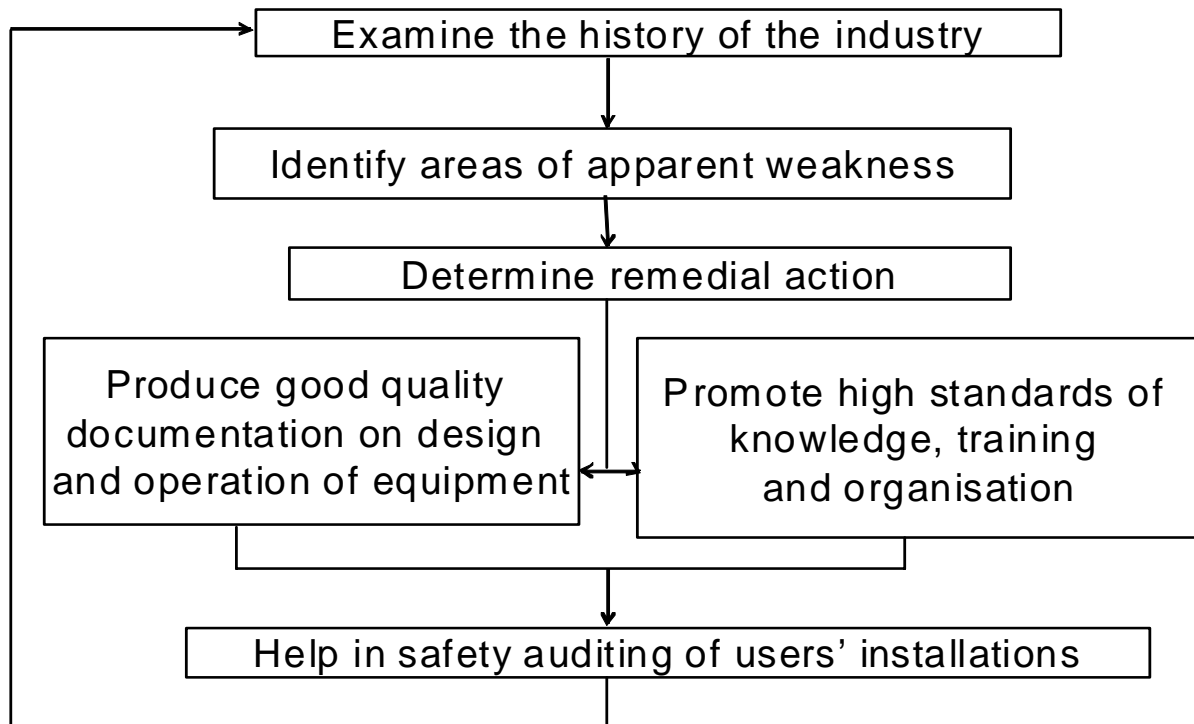 Examine the history of the industry
Identify areas of apparent weakness
Determine remedial action
Produce good quality
documentation on design
and operation of equipment
Promote high standards of
knowledge, training
and organisation
Help in safety auditing of users’ installations